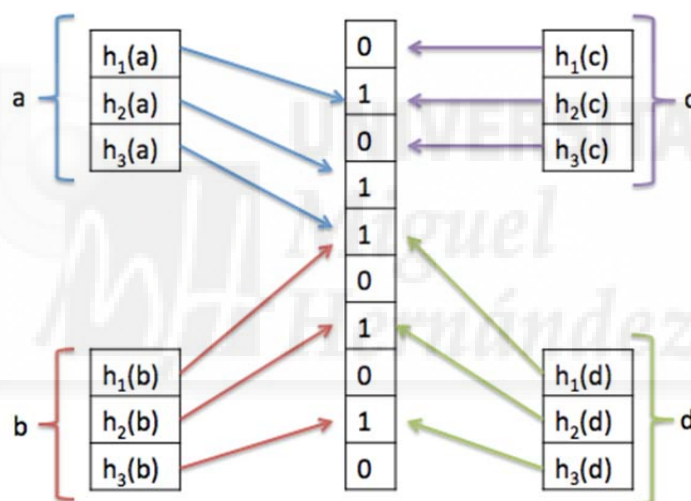 a
h₁(a)
h₂(a)
h₃(a)
b
h₁(b)
h₂(b)
h₃(b)
0
1
0
1
1
0
1
0
1
0
h₁(c)
h₂(c)
h₃(c)
h₁(d)
h₂(d)
h₃(d)
d
UNIVERSITA
Miguel
Hernández